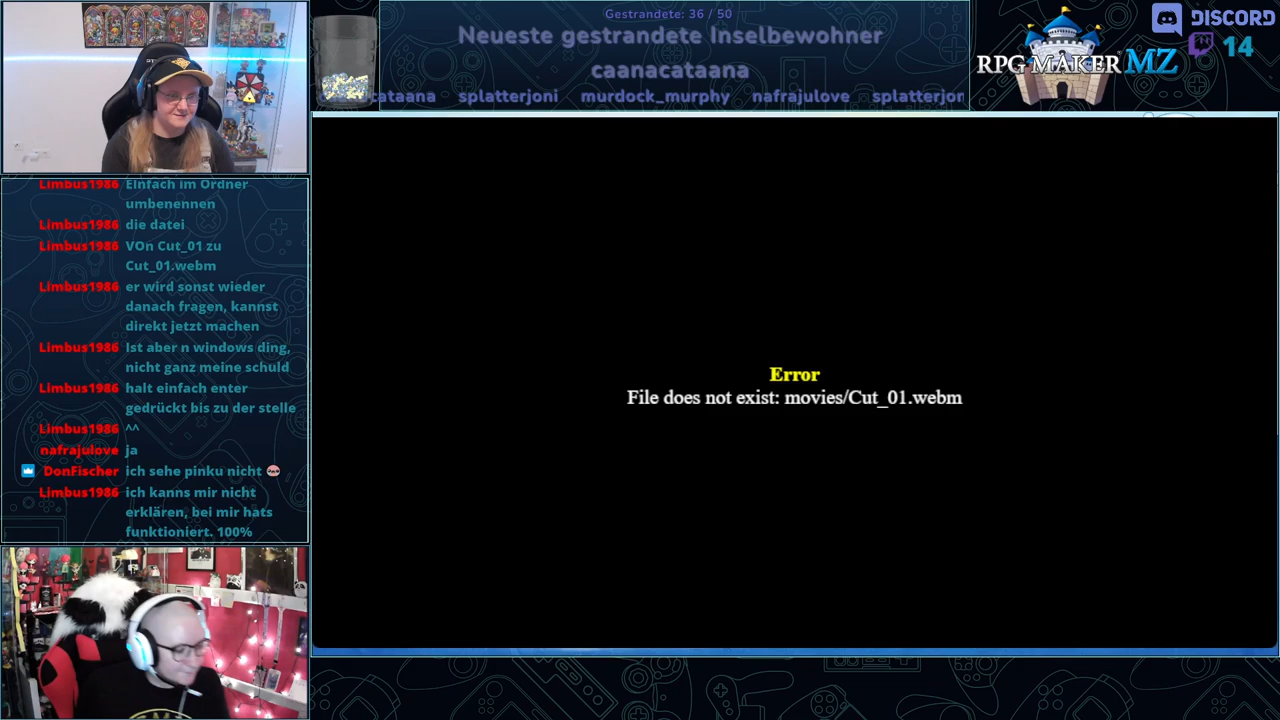 Gestrandete: 36 / 50
Neueste gestrandete Inselbewohner
caanacataana
cataana splatterjoni murdock_murphy nafrajulove splatterjor
RPG MAKER MZ
DISCORD
14
Limbus1986 Einfach im Ordner
umbenennen
Limbus1986 die datei
Limbus1986 VOn Cut_01 zu
Cut_01.webm
Limbus1986 er wird sonst wieder
danach fragen, kannst
direkt jetzt machen
Limbus1986 Ist aber n windows ding,
nicht ganz meine schuld
Limbus1986 halt einfach enter
gedrückt bis zu der stelle
Limbus1986 ^^
nafrajulove ja
DonFischer ich sehe pinku nicht
Limbus1986 ich kanns mir nicht
erklären, bei mir hats
funktioniert. 100%
Error
File does not exist: movies/Cut_01.webm